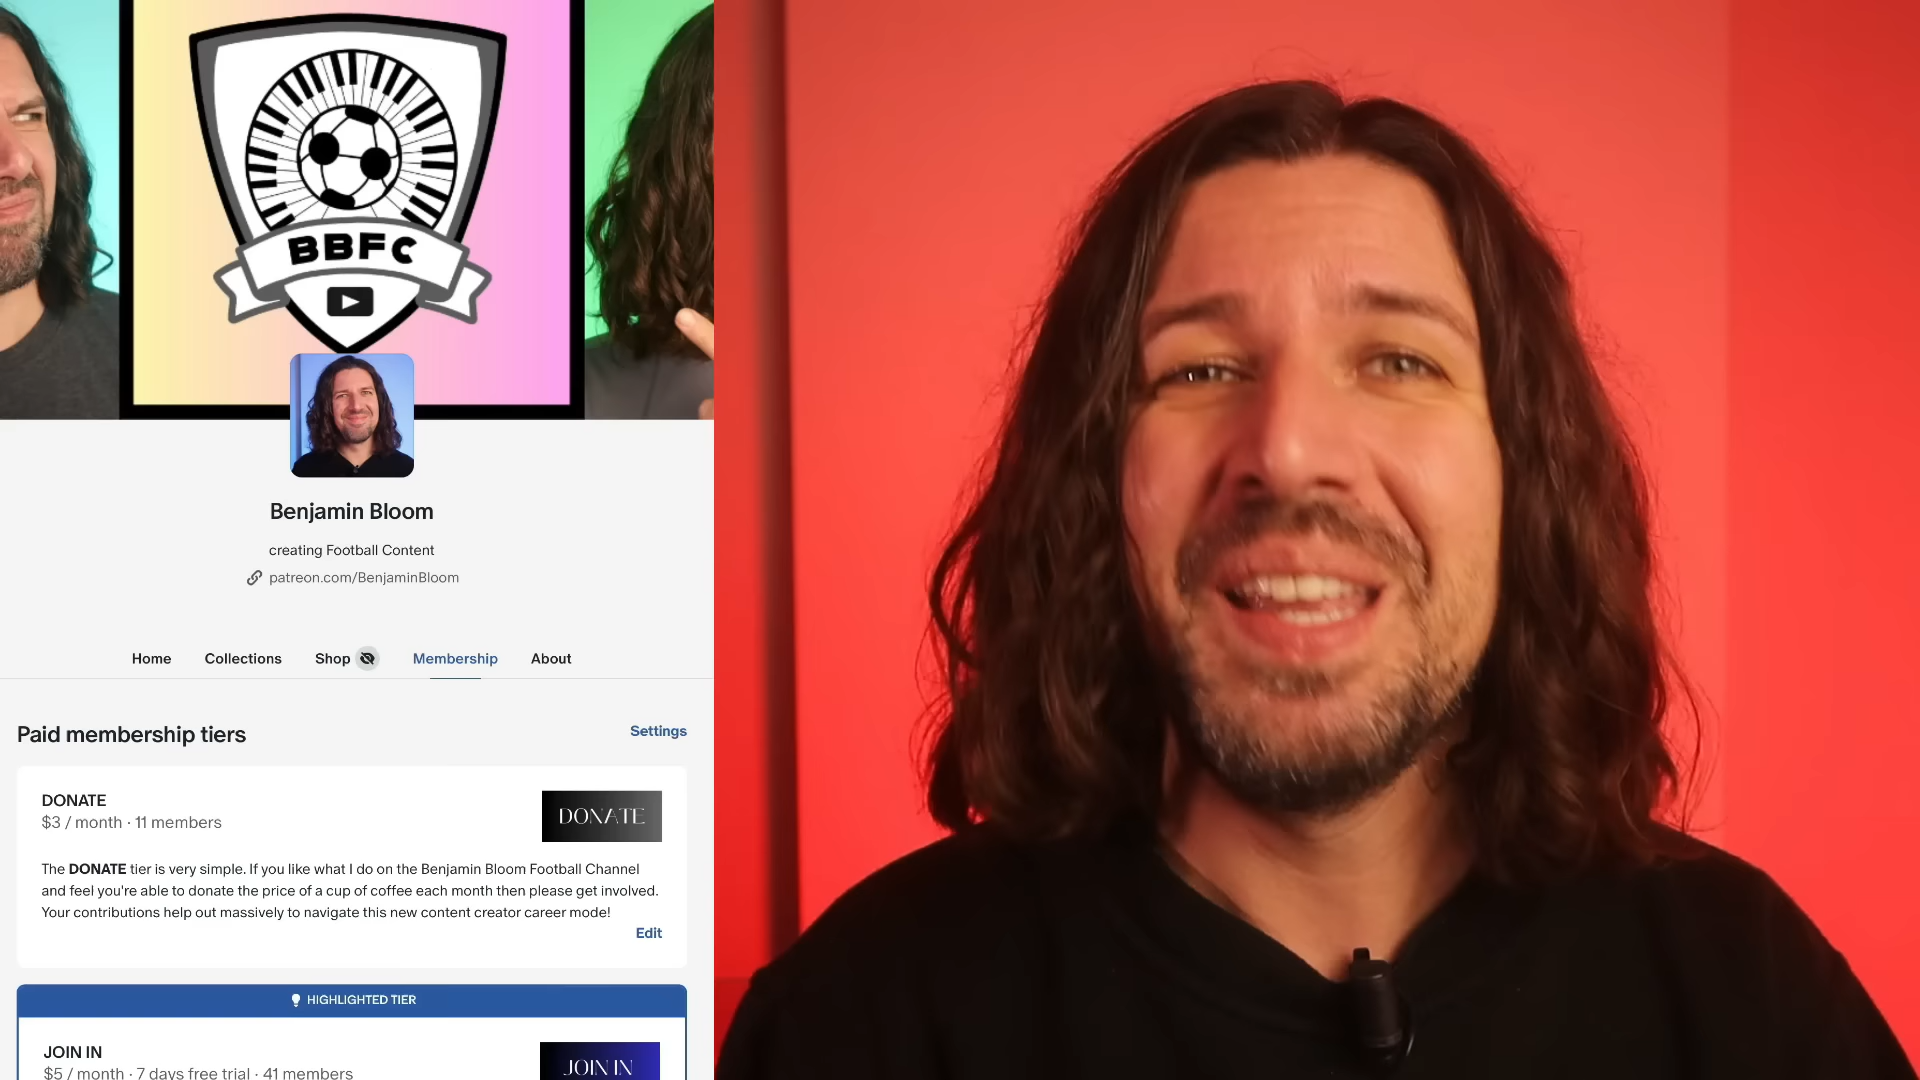 BBFC
Benjamin Bloom
creating Football Content
patreon.com/BenjaminBloom
Home Collections Shop Membership About
Paid membership tiers Settings
DONATE
$3 / month · 11 members
DONATE
The DONATE tier is very simple. If you like what I do on the Benjamin Bloom Football Channel
and feel you're able to donate the price of a cup of coffee each month then please get involved.
Your contributions help out massively to navigate this new content creator career mode!
Edit
HIGHLIGHTED TIER
JOIN IN
$5 / month · 7 days free trial · 41 members
JOIN IN